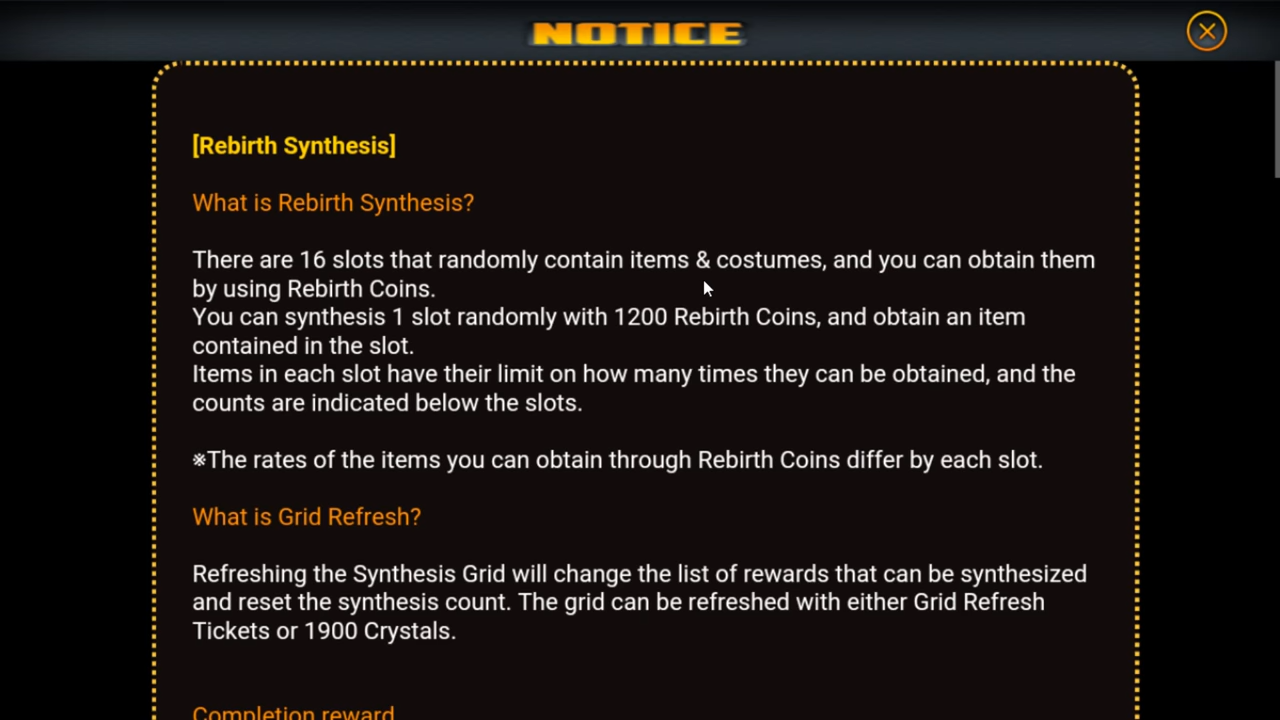 NOTICE
[Rebirth Synthesis]
What is Rebirth Synthesis?
There are 16 slots that randomly contain items & costumes, and you can obtain them
by using Rebirth Coins.
You can synthesis 1 slot randomly with 1200 Rebirth Coins, and obtain an item
contained in the slot.
Items in each slot have their limit on how many times they can be obtained, and the
counts are indicated below the slots.
※The rates of the items you can obtain through Rebirth Coins differ by each slot.
What is Grid Refresh?
Refreshing the Synthesis Grid will change the list of rewards that can be synthesized
and reset the synthesis count. The grid can be refreshed with either Grid Refresh
Tickets or 1900 Crystals.
Completion reward